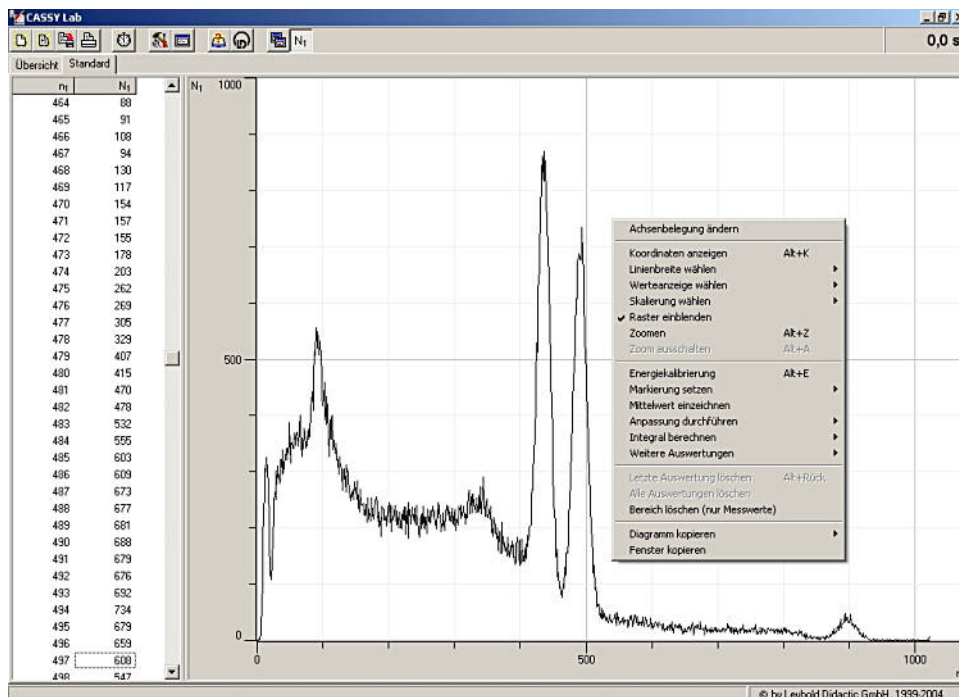 CASSY Lab
N1
0,0 s
Übersicht Standard
n1 N1
464 88
465 91
466 108
467 94
468 130
469 117
470 154
471 157
472 155
473 178
474 203
475 262
476 269
477 305
478 329
479 407
480 415
481 470
482 478
483 532
484 555
485 603
486 609
487 673
488 677
489 681
490 688
491 679
492 676
493 692
494 734
495 679
496 659
497 608
498 547
N1 1000
500
0
0 500 1000
n
Achsenbelegung ändern
Koordinaten anzeigen Alt+K
Linienbreite wählen
Werteanzeige wählen
Skalierung wählen
Raster einblenden
Zoomen Alt+Z
Zoom ausschalten Alt+A
Energiekalibrierung Alt+E
Markierung setzen
Mittelwert einzeichnen
Anpassung durchführen
Integral berechnen
Weitere Auswertungen
Letzte Auswertung löschen Alt+Rück
Alle Auswertungen löschen
Bereich löschen (nur Messwerte)
Diagramm kopieren
Fenster kopieren
© by Leybold Didactic GmbH, 1999-2004